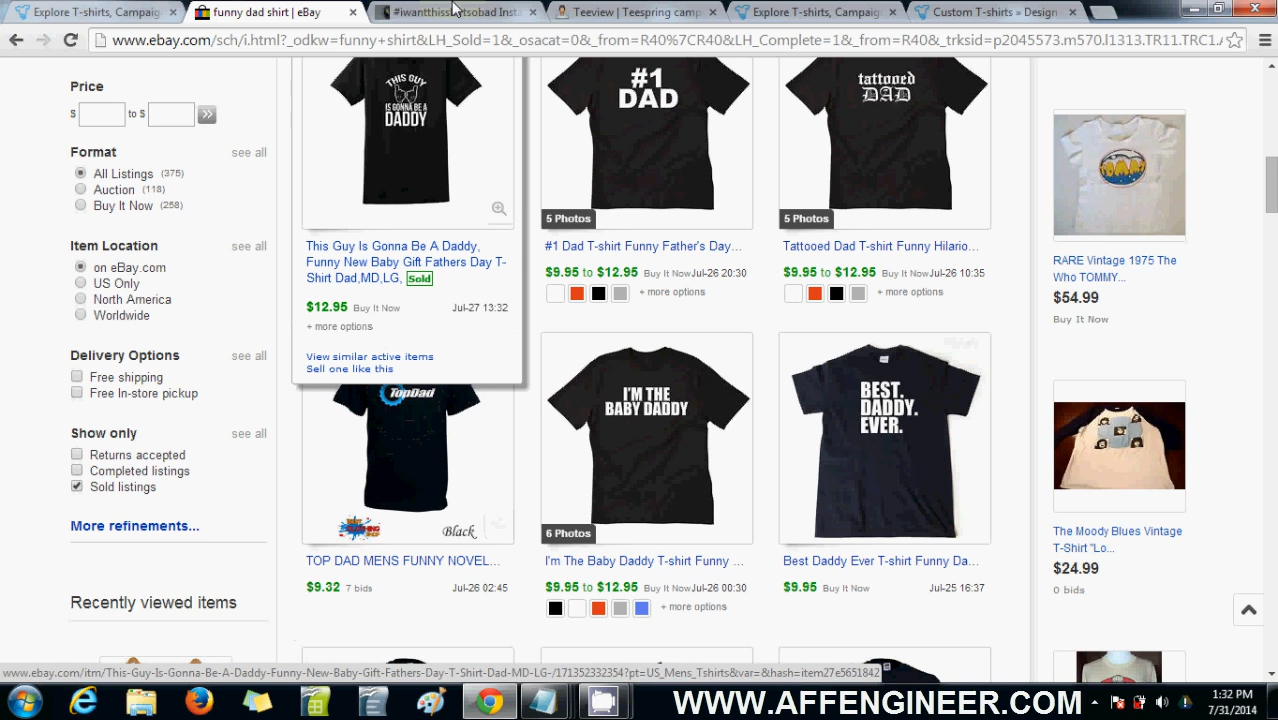 Explore T-shirts, Campaig
funny dad shirt | eBay
#iwantthiss rtsobad Insta
Teeview | Teespring camp
Explore T-shirts, Campaig
Custom T-shirts » Design
www.ebay.com/sch/i.html?_odkw=funny+shirt&LH_Sold=1&_osacat=0&_from=R40%7CR40&LH_Complete=1&_from=R40&_trksid=p2045573.m570.l1313.TR11.TRC1.
Price
$ to $ >>
Format see all
All Listings (375)
Auction (118)
Buy It Now (258)
Item Location see all
on eBay.com
US Only
North America
Worldwide
Delivery Options see all
Free shipping
Free In-store pickup
Show only see all
Returns accepted
Completed listings
Sold listings
More refinements...
Recently viewed items
THIS GUY
IS GONNA BE A
DADDY
This Guy Is Gonna Be A Daddy,
Funny New Baby Gift Fathers Day T-
Shirt Dad,MD,LG, Sold
$12.95 Buy It Now Jul-27 13:32
+ more options
View similar active items
Sell one like this
#1
DAD
5 Photos
#1 Dad T-shirt Funny Father's Day...
$9.95 to $12.95 Buy It Now Jul-26 20:30
+ more options
tattooed
DAD
5 Photos
Tattooed Dad T-shirt Funny Hilario...
$9.95 to $12.95 Buy It Now Jul-26 10:35
+ more options
TopDad
Black
TOP DAD MENS FUNNY NOVEL...
$9.32 7 bids Jul-26 02:45
I'M THE
BABY DADDY
6 Photos
I'm The Baby Daddy T-shirt Funny ...
$9.95 to $12.95 Buy It Now Jul-26 00:30
+ more options
BEST.
DADDY.
EVER.
Best Daddy Ever T-shirt Funny Da...
$9.95 Buy It Now Jul-25 16:37
TOMMY
RARE Vintage 1975 The
Who TOMMY...
$54.99
Buy It Now
The Moody Blues Vintage
T-Shirt "Lo...
$24.99
0 bids
www.ebay.com/itm/This-Guy-Is-Gonna-Be-A-Daddy-Funny-New-Baby-Gift-Fathers-Day-T-Shirt-Dad-MD-LG-/171352332354?pt=US_Mens_Tshirts&var=&hash=item27e5651842
WWW.AFFENGINEER.COM
1:32 PM
7/31/2014